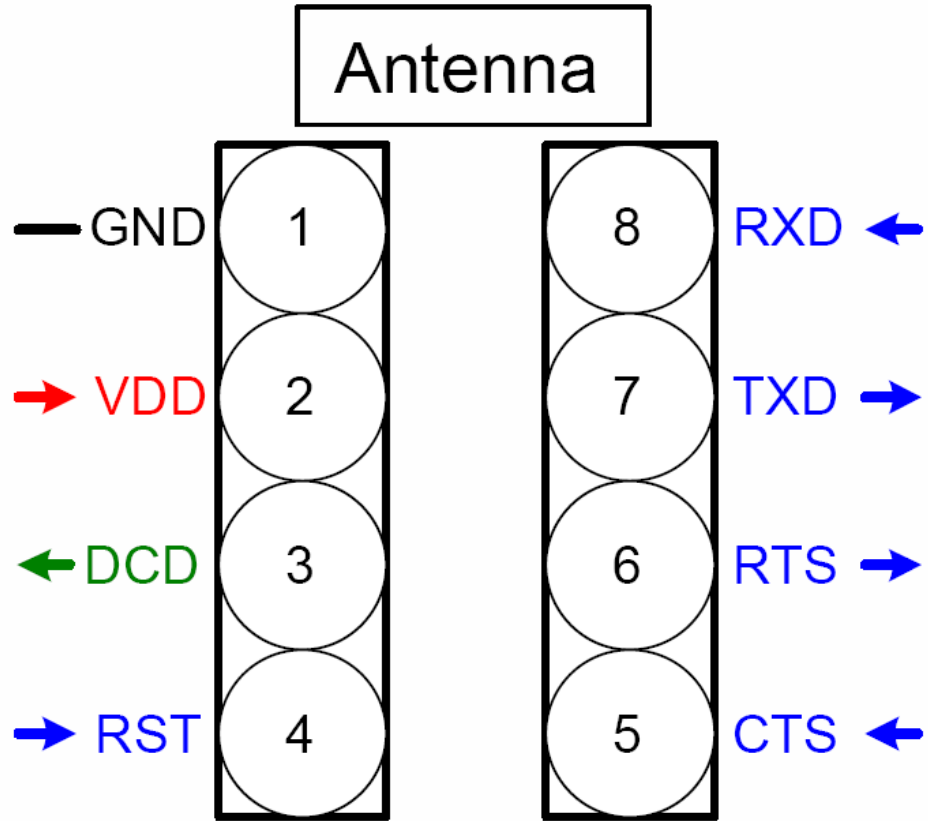 Antenna
GND 1 8 RXD
VDD 2 7 TXD
DCD 3 6 RTS
RST 4 5 CTS